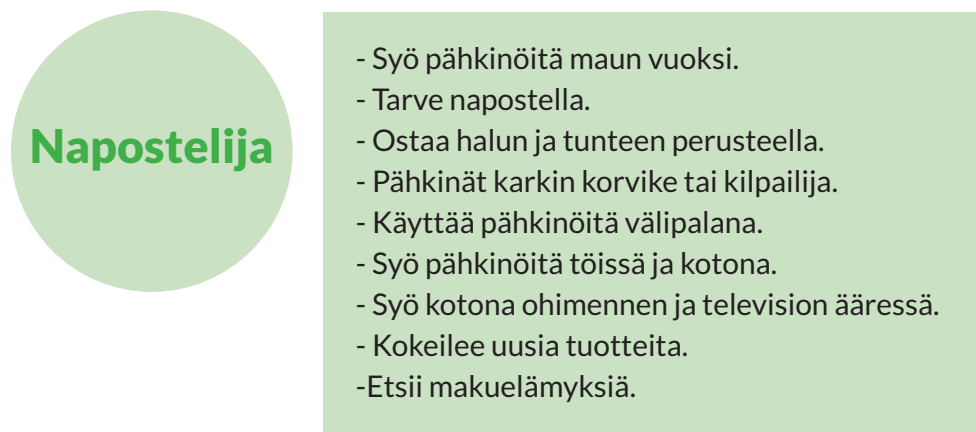 Napostelija
- Syö pähkinöitä maun vuoksi.
- Tarve napostella.
- Ostaa halun ja tunteen perusteella.
- Pähkinät karkin korvike tai kilpailija.
- Käyttää pähkinöitä välipalana.
- Syö pähkinöitä töissä ja kotona.
- Syö kotona ohimennen ja television ääressä.
- Kokeilee uusia tuotteita.
-Etsii makuelämyksiä.